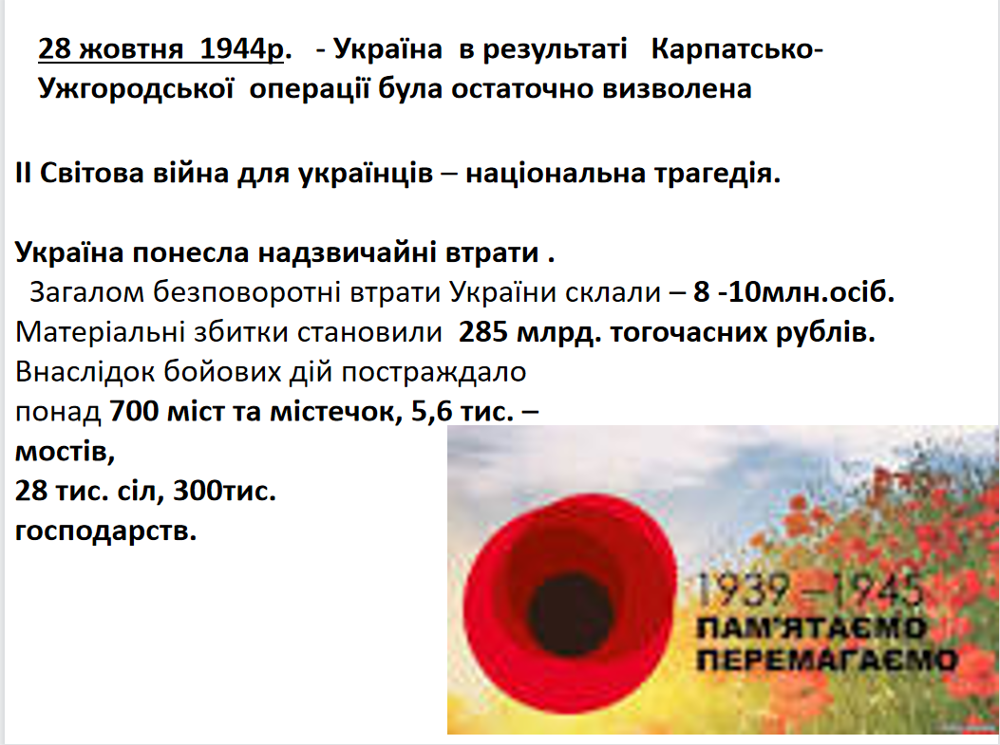 28 жовтня 1944р. - Україна в результаті Карпатсько-
Ужгородської операції була остаточно визволена
ІІ Світова війна для українців – національна трагедія.
Україна понесла надзвичайні втрати .
Загалом безповоротні втрати України склали – 8 -10млн.осіб.
Матеріальні збитки становили 285 млрд. тогочасних рублів.
Внаслідок бойових дій постраждало
понад 700 міст та містечок, 5,6 тис. –
мостів,
28 тис. сіл, 300тис.
господарств.
1939 – 1945
ПАМ'ЯТАЄМО
ПЕРЕМАГАЄМО